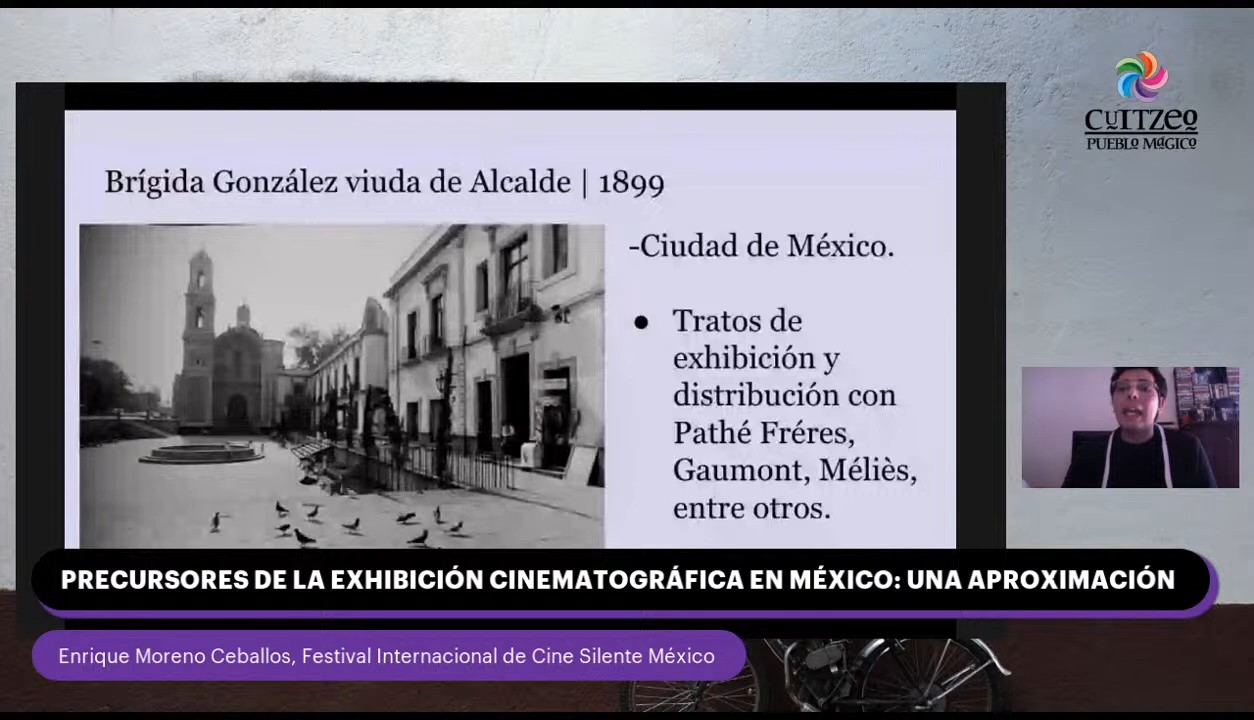 CUITZEO
PUEBLO MÁGICO
Brígida González viuda de Alcalde | 1899
-Ciudad de México.
● Tratos de
exhibición y
distribución con
Pathé Fréres,
Gaumont, Méliès,
entre otros.
PRECURSORES DE LA EXHIBICIÓN CINEMATOGRÁFICA EN MÉXICO: UNA APROXIMACIÓN
Enrique Moreno Ceballos, Festival Internacional de Cine Silente México